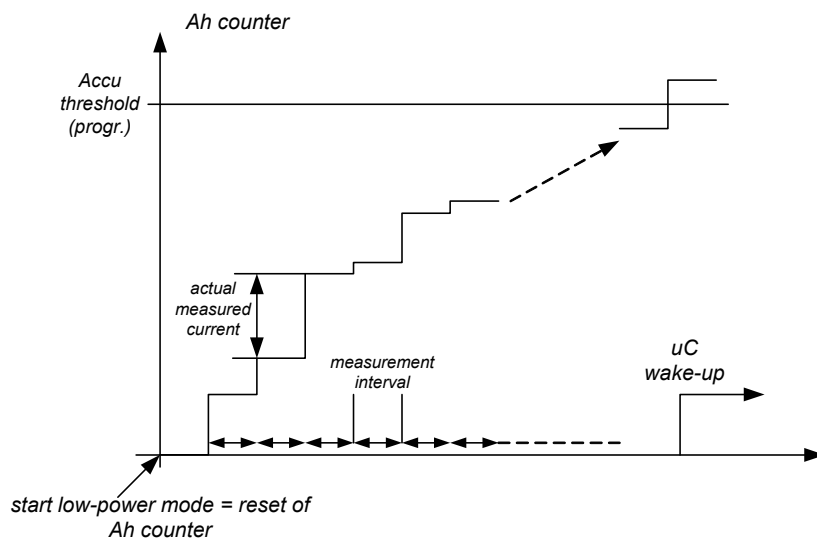 Ah counter
Accu
threshold
(progr.)
actual
measured
current
measurement
interval
uC
wake-up
start low-power mode = reset of
Ah counter